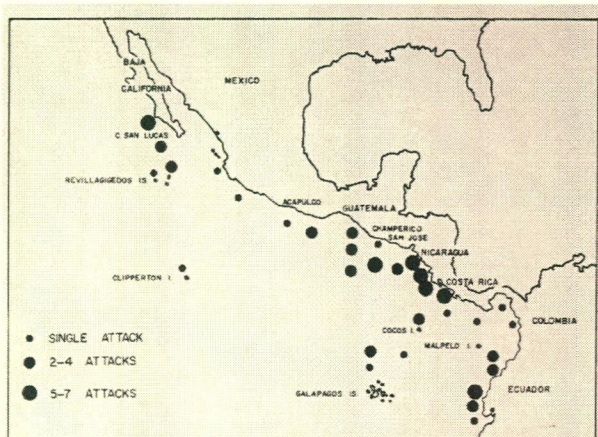 BAJA
CALIFORNIA
MEXICO
C. SAN LUCAS
REVILLAGIGEDOS IS.
ACAPULCO
GUATEMALA
CHAMPERICO
SAN JOSE
NICARAGUA
CLIPPERTON I.
COSTA RICA
COCOS I.
COLOMBIA
MALPELO I.
GALAPAGOS IS.
ECUADOR
SINGLE ATTACK
2-4 ATTACKS
5-7 ATTACKS